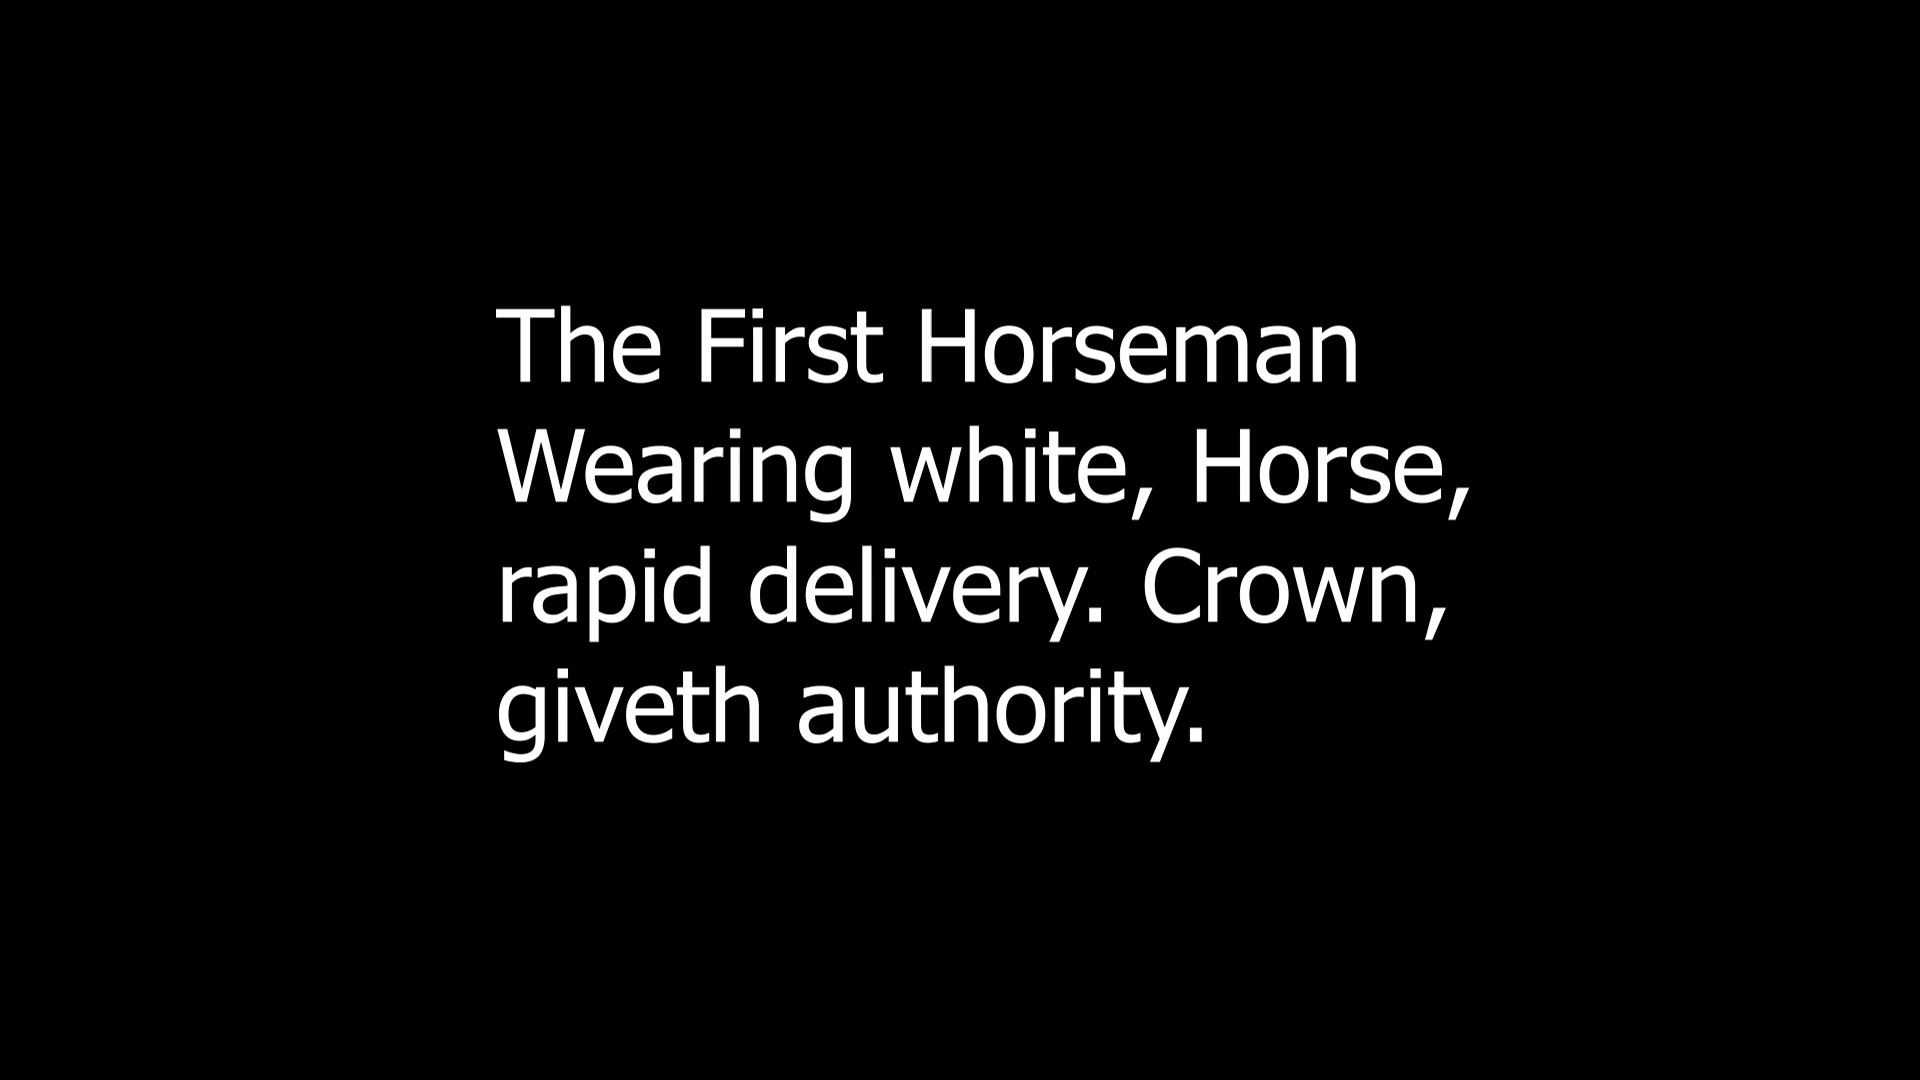 The First Horseman
Wearing white, Horse,
rapid delivery. Crown,
giveth authority.